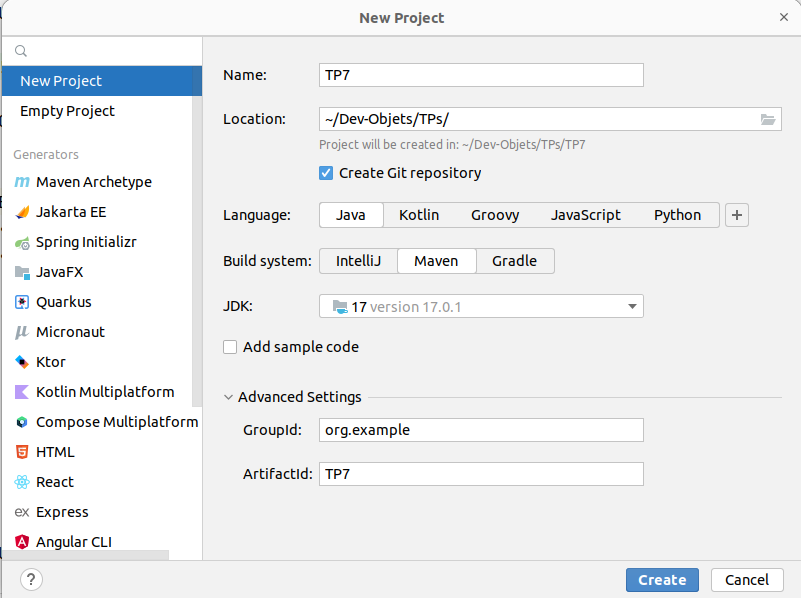 New Project
New Project
Empty Project
Generators
Maven Archetype
Jakarta EE
Spring Initializr
JavaFX
Quarkus
Micronaut
Ktor
Kotlin Multiplatform
Compose Multiplatform
HTML
React
ex Express
Angular CLI
Name: TP7
Location: ~/Dev-Objets/TPs/
Project will be created in: ~/Dev-Objets/TPs/TP7
Create Git repository
Language: Java Kotlin Groovy JavaScript Python +
Build system: IntelliJ Maven Gradle
JDK: 17 version 17.0.1
Add sample code
Advanced Settings
GroupId: org.example
ArtifactId: TP7
? Create Cancel